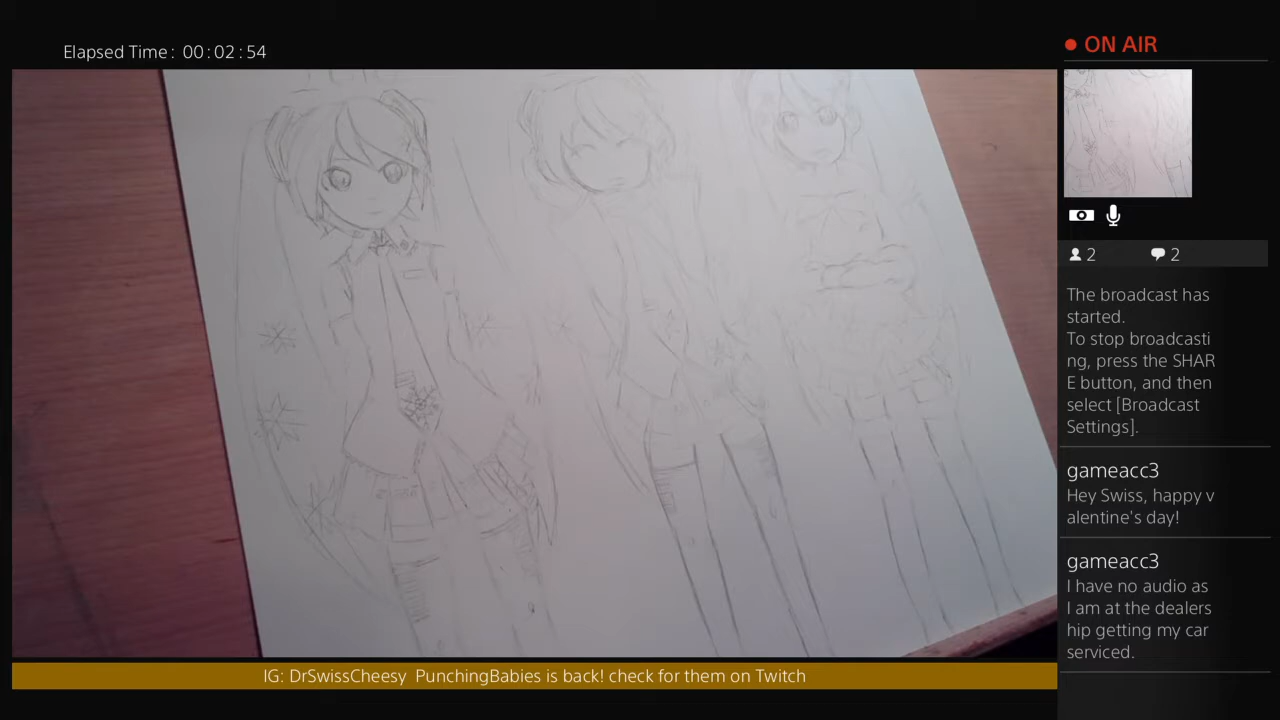 Elapsed Time: 00:02:54
ON AIR
2 2
The broadcast has
started.
To stop broadcasti
ng, press the SHAR
E button, and then
select [Broadcast
Settings].
gameacc3
Hey Swiss, happy v
alentine's day!
gameacc3
I have no audio as
I am at the dealers
hip getting my car
serviced.
IG: DrSwissCheesy PunchingBabies is back! check for them on Twitch